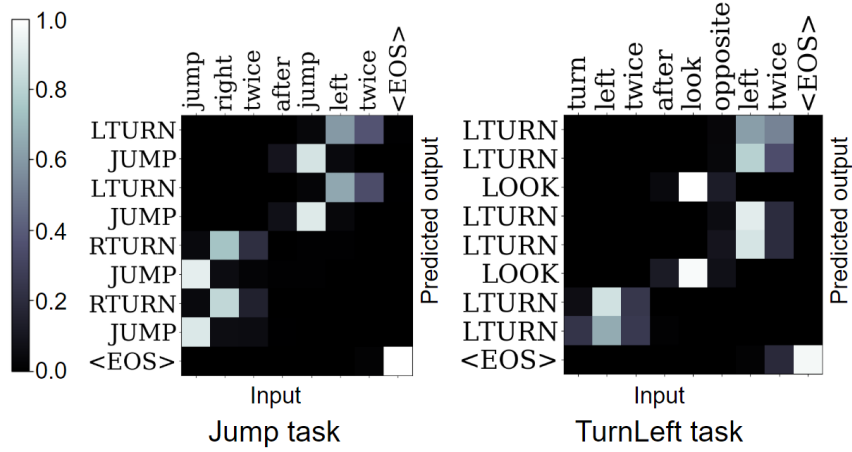 1.0
0.8
0.6
0.4
0.2
0.0
jump right twice after jump left twice <EOS>
LTURN
JUMP
LTURN
JUMP
RTURN
JUMP
RTURN
JUMP
<EOS>
Predicted output
Input
Jump task
turn left twice after look opposite left twice <EOS>
LTURN
LTURN
LOOK
LTURN
LTURN
LOOK
LTURN
LTURN
<EOS>
Predicted output
Input
TurnLeft task